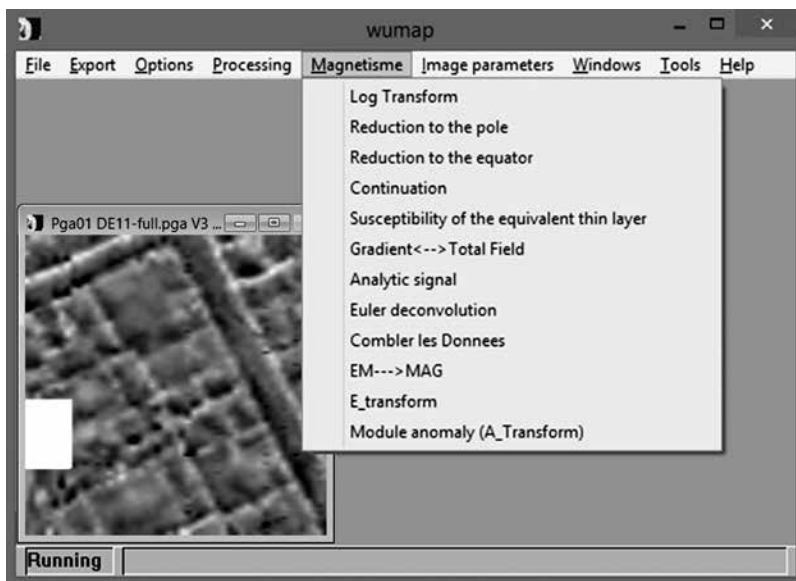 wumap
File Export Options Processing Magnetisme Image parameters Windows Tools Help
Log Transform
Reduction to the pole
Reduction to the equator
Continuation
Susceptibility of the equivalent thin layer
Gradient<-->Total Field
Analytic signal
Euler deconvolution
Combler les Donnees
EM--->MAG
E_transform
Module anomaly (A_Transform)
Pga01 DE11-full.pga V3 ...
Running